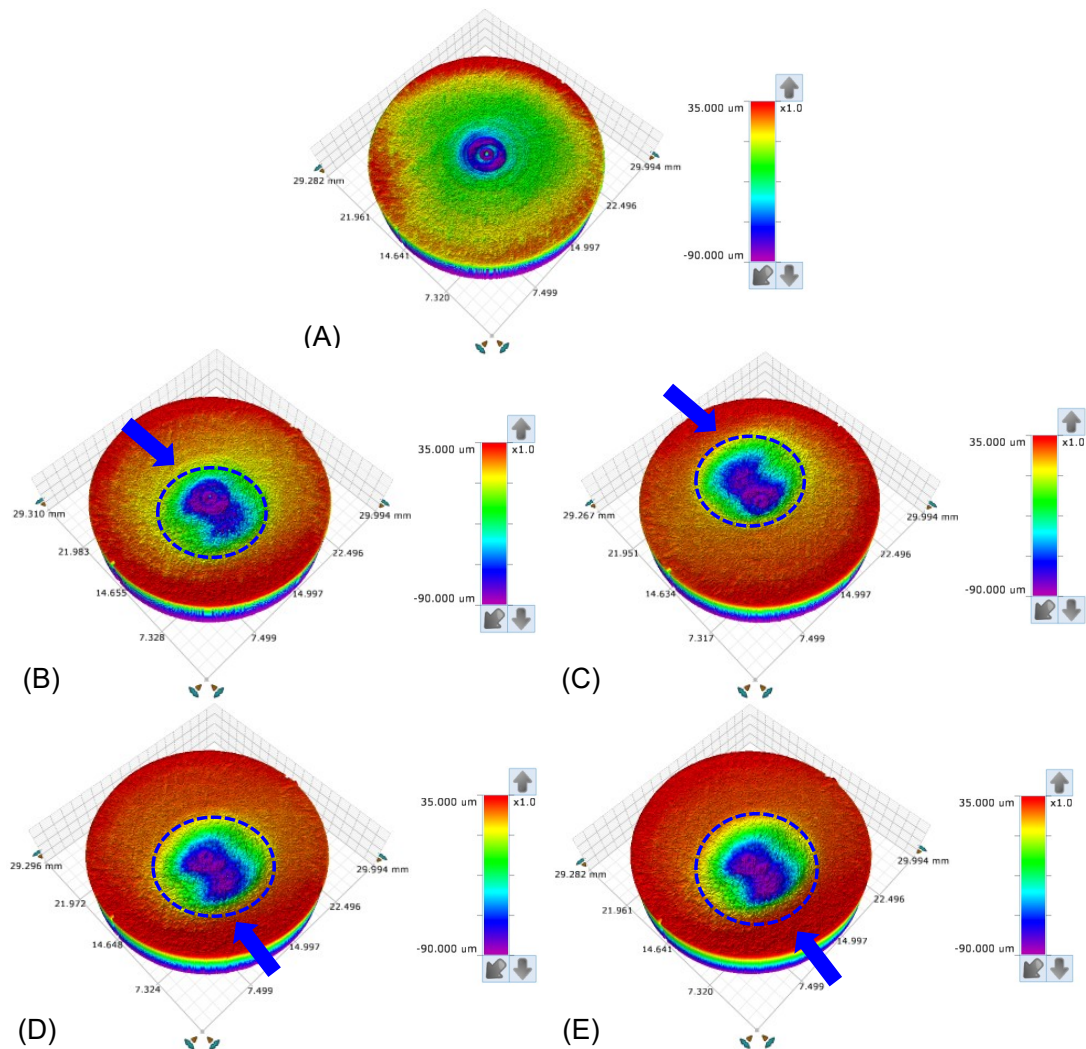 35.000 um
x1.0
29.282 mm
29.994 mm
21.961
22.496
14.641
14.997
-90.000 um
7.320
7.499
(A)
35.000 um
x1.0
29.310 mm
29.994 mm
21.983
22.496
14.655
14.997
-90.000 um
7.328
7.499
(B)
35.000 um
x1.0
29.267 mm
29.994 mm
21.951
22.496
14.634
14.997
-90.000 um
7.317
7.499
(C)
35.000 um
x1.0
29.296 mm
29.994 mm
21.972
22.496
14.648
14.997
-90.000 um
7.324
7.499
(D)
35.000 um
x1.0
29.282 mm
29.994 mm
21.961
22.496
14.641
14.997
-90.000 um
7.320
7.499
(E)